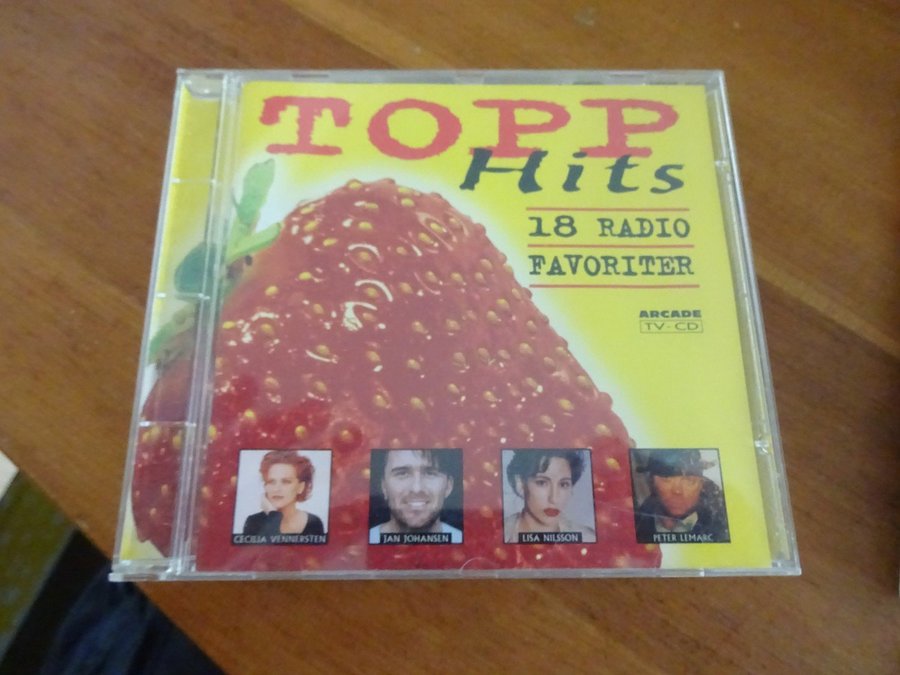 TOPP
Hits
18 RADIO
FAVORITER
ARCADE
TV-CD
CECILIA VENNERSTEN
JAN JOHANSEN
LISA NILSSON
PETER LEMARC